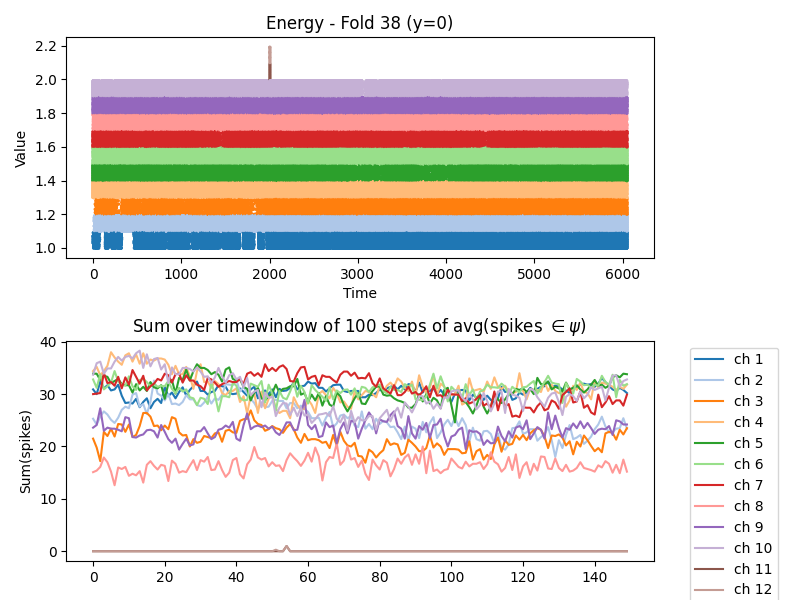 Energy - Fold 38 (y=0)
2.2
2.0
1.8
1.6
1.4
1.2
1.0
Value
0 1000 2000 3000 4000 5000 6000
Time
Sum over timewindow of 100 steps of avg(spikes ∈ ψ)
40
30
20
10
0
Sum(spikes)
0 20 40 60 80 100 120 140
ch 1
ch 2
ch 3
ch 4
ch 5
ch 6
ch 7
ch 8
ch 9
ch 10
ch 11
ch 12